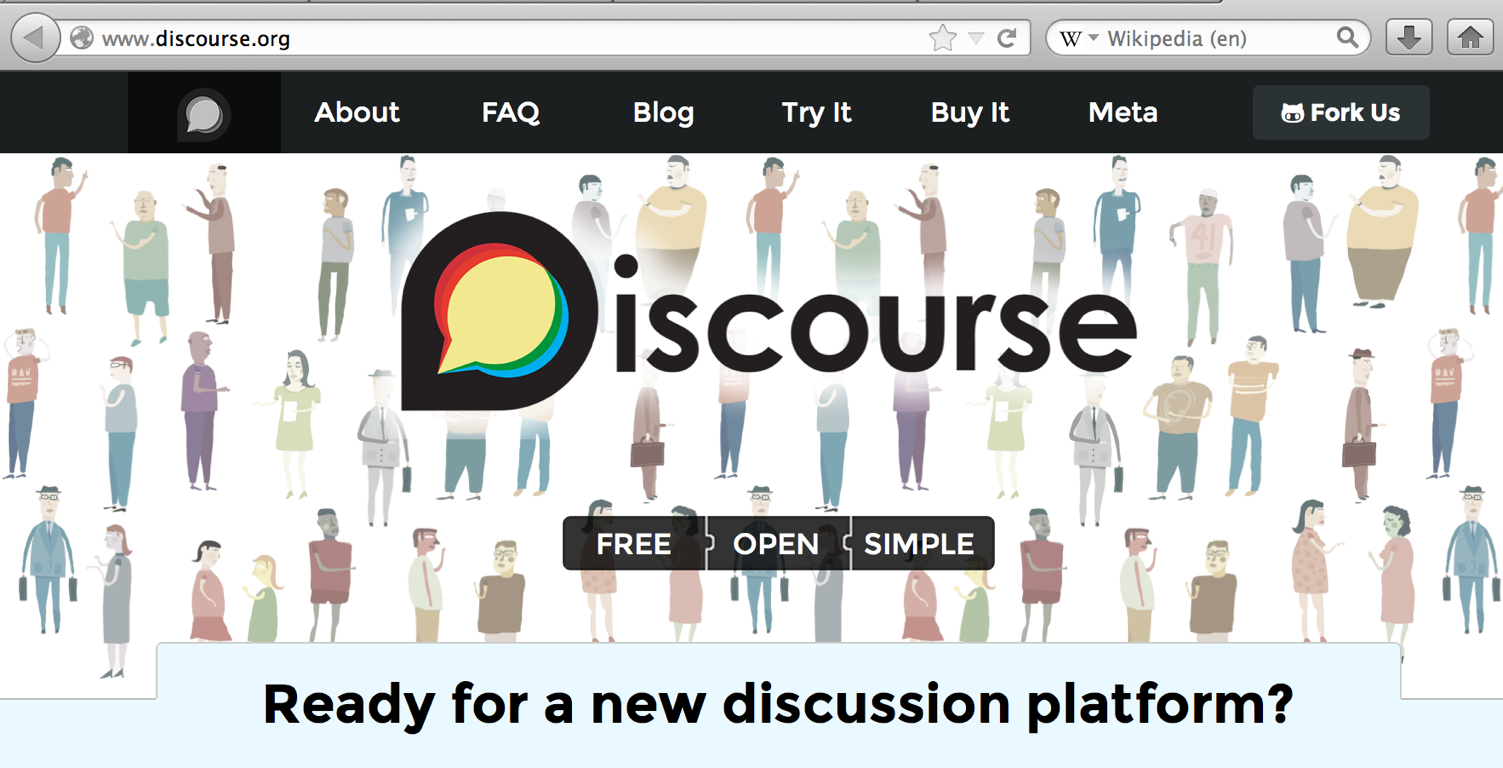 www.discourse.org
W Wikipedia (en)
About FAQ Blog Try It Buy It Meta Fork Us
Discourse
41
FREE OPEN SIMPLE
Ready for a new discussion platform?